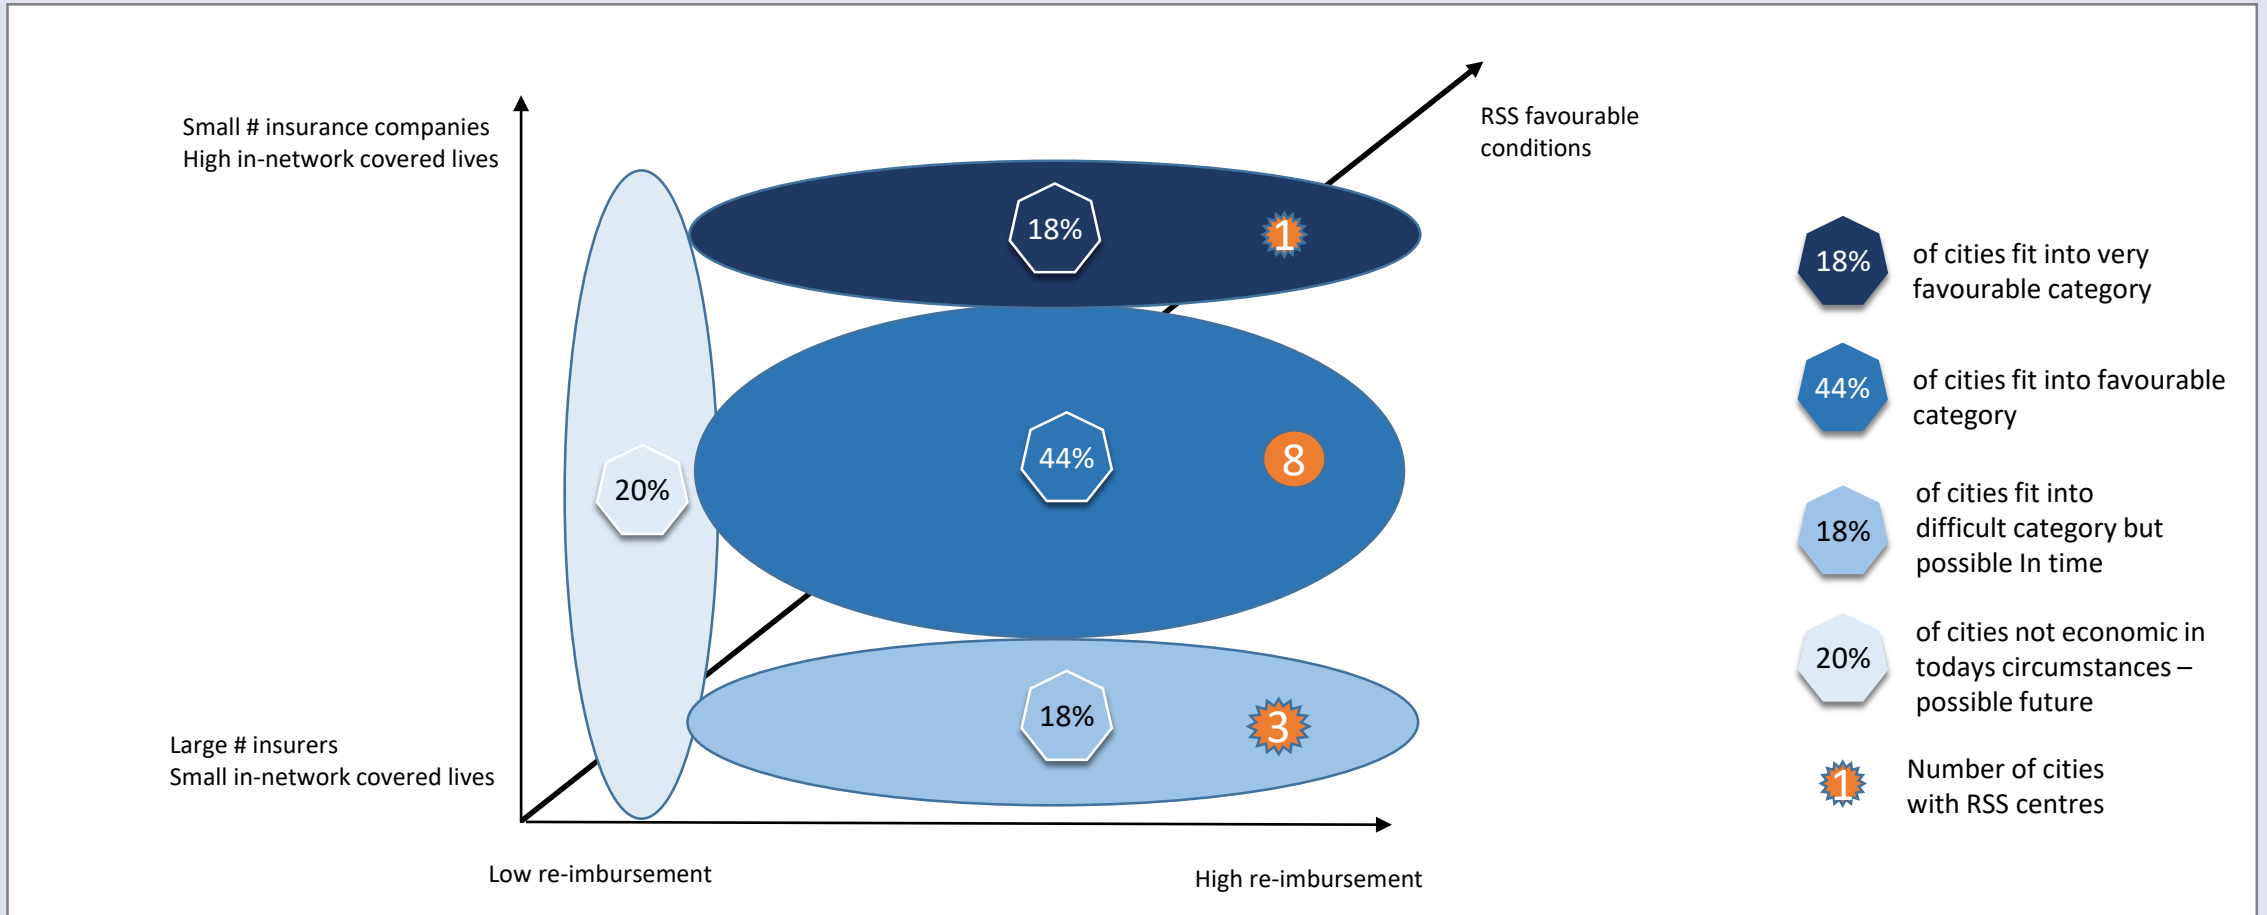 Small # insurance companies
High in-network covered lives
RSS favourable
conditions
18%
1
44%
8
20%
18%
3
Large # insurers
Small in-network covered lives
Low re-imbursement
High re-imbursement
18%
of cities fit into very
favourable category
44%
of cities fit into favourable
category
18%
of cities fit into
difficult category but
possible In time
20%
of cities not economic in
todays circumstances –
possible future
1
Number of cities
with RSS centres